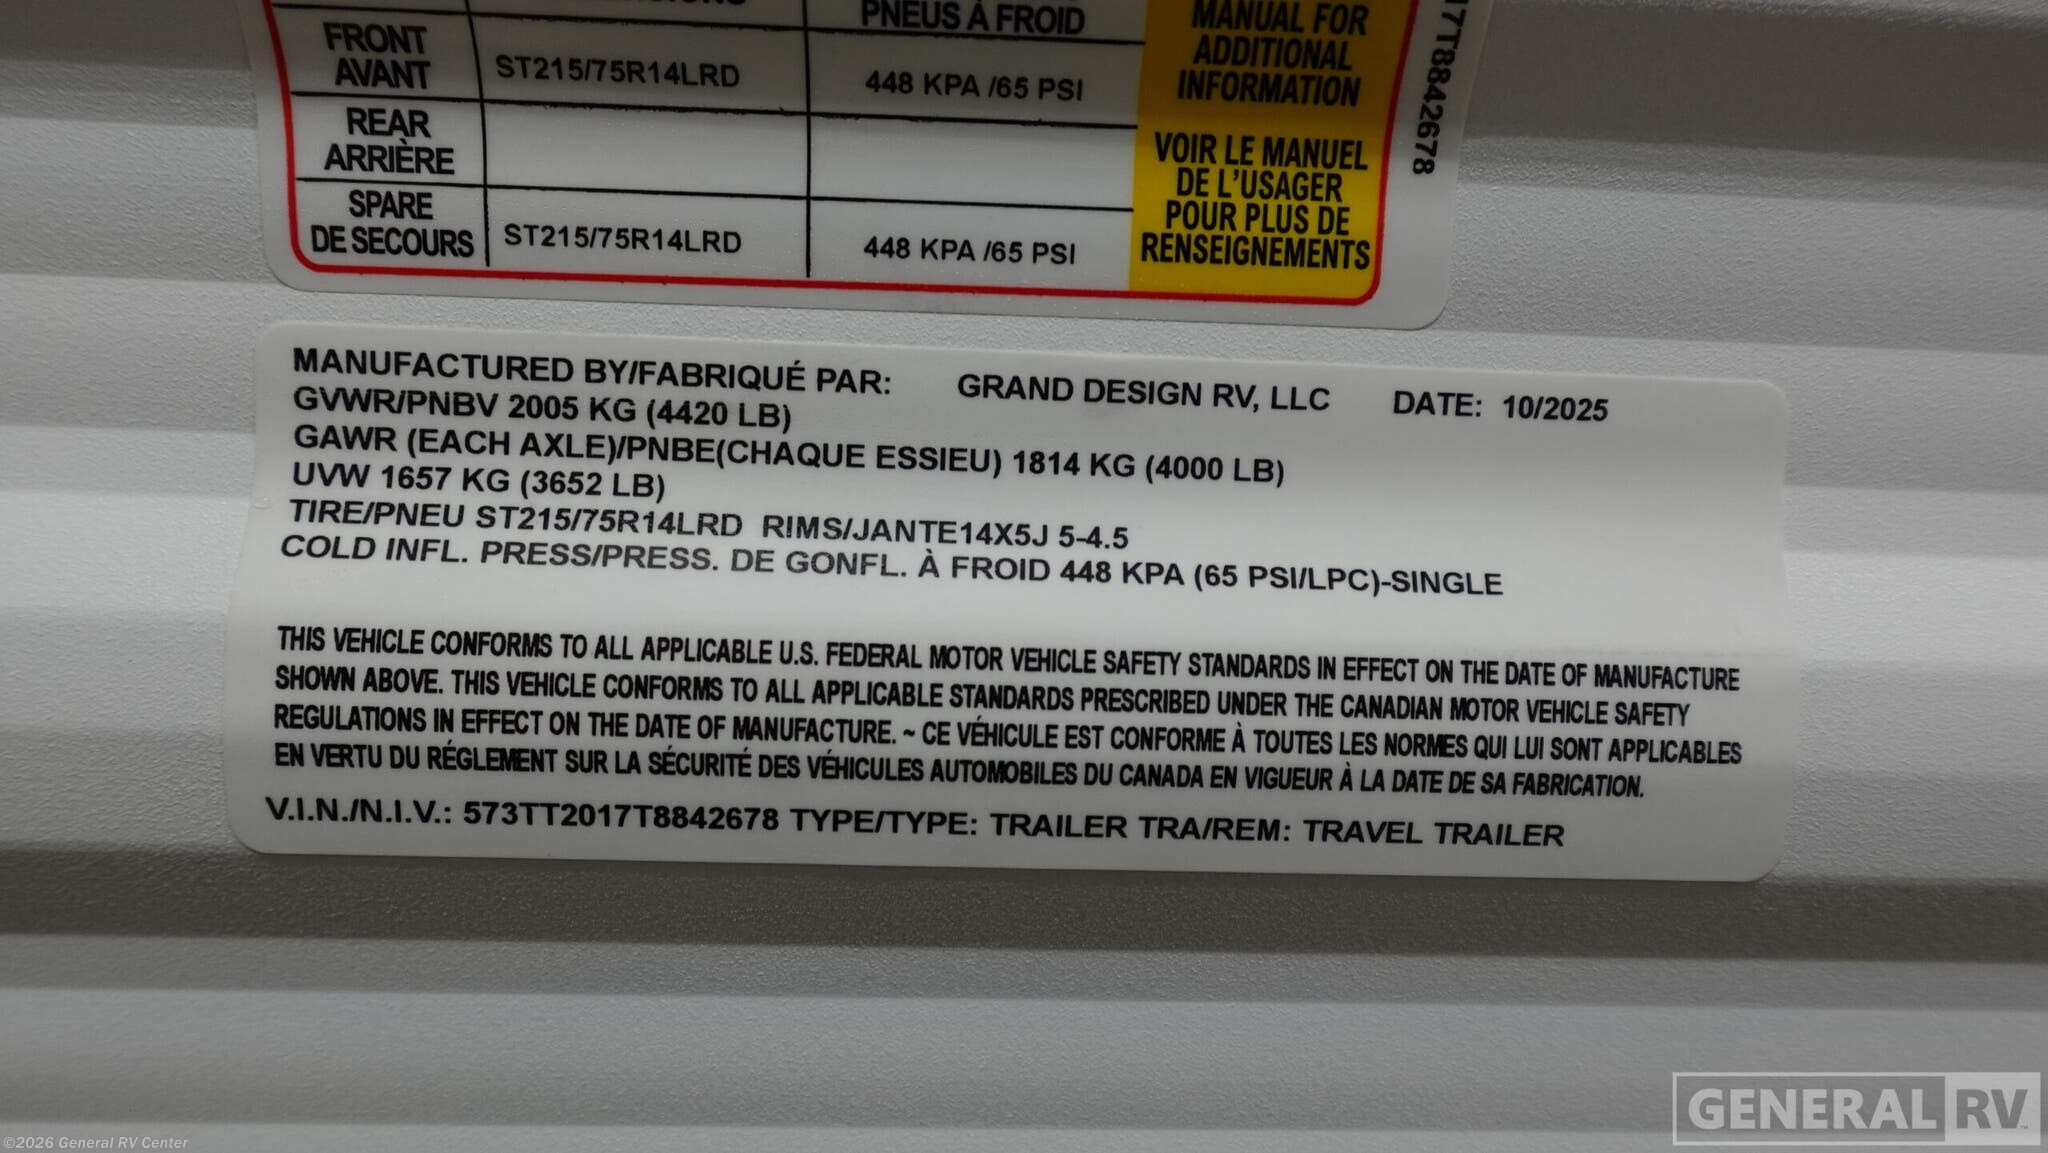 PNEUS À FROID
MANUAL FOR
ADDITIONAL
INFORMATION
FRONT
AVANT
ST215/75R14LRD
448 KPA /65 PSI
REAR
ARRIÈRE
VOIR LE MANUEL
DE L'USAGER
POUR PLUS DE
RENSEIGNEMENTS
SPARE
DE SECOURS
ST215/75R14LRD
448 KPA /65 PSI
17T8842678
MANUFACTURED BY/FABRIQUÉ PAR: GRAND DESIGN RV, LLC DATE: 10/2025
GVWR/PNBV 2005 KG (4420 LB)
GAWR (EACH AXLE)/PNBE(CHAQUE ESSIEU) 1814 KG (4000 LB)
UVW 1657 KG (3652 LB)
TIRE/PNEU ST215/75R14LRD RIMS/JANTE14X5J 5-4.5
COLD INFL. PRESS/PRESS. DE GONFL. À FROID 448 KPA (65 PSI/LPC)-SINGLE
THIS VEHICLE CONFORMS TO ALL APPLICABLE U.S. FEDERAL MOTOR VEHICLE SAFETY STANDARDS IN EFFECT ON THE DATE OF MANUFACTURE
SHOWN ABOVE. THIS VEHICLE CONFORMS TO ALL APPLICABLE STANDARDS PRESCRIBED UNDER THE CANADIAN MOTOR VEHICLE SAFETY
REGULATIONS IN EFFECT ON THE DATE OF MANUFACTURE. ~ CE VÉHICULE EST CONFORME À TOUTES LES NORMES QUI LUI SONT APPLICABLES
EN VERTU DU RÉGLEMENT SUR LA SÉCURITÉ DES VÉHICULES AUTOMOBILES DU CANADA EN VIGUEUR À LA DATE DE SA FABRICATION.
V.I.N./N.I.V.: 573TT2017T8842678 TYPE/TYPE: TRAILER TRA/REM: TRAVEL TRAILER
GENERAL RV
©2026 General RV Center